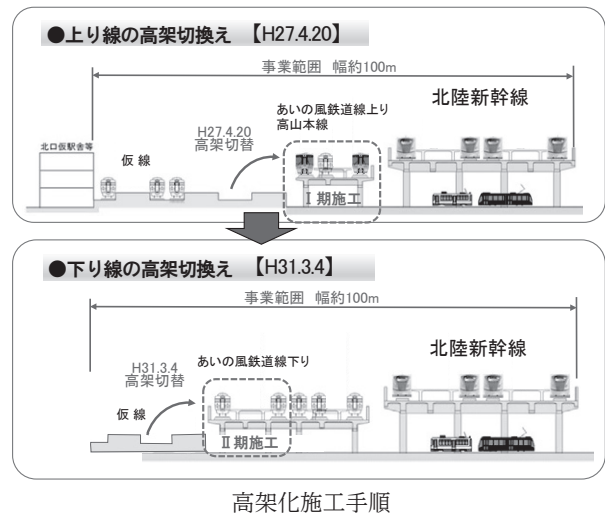 ●上り線の高架切換え 【H27.4.20】
事業範囲 幅約100m
北陸新幹線
あいの風鉄道線上り
高山本線
H27.4.20
高架切替
北口仮駅舎等
仮線
Ⅰ期施工
●下り線の高架切換え 【H31.3.4】
事業範囲 幅約100m
北陸新幹線
あいの風鉄道線下り
H31.3.4
高架切替
仮線
Ⅱ期施工
高架化施工手順